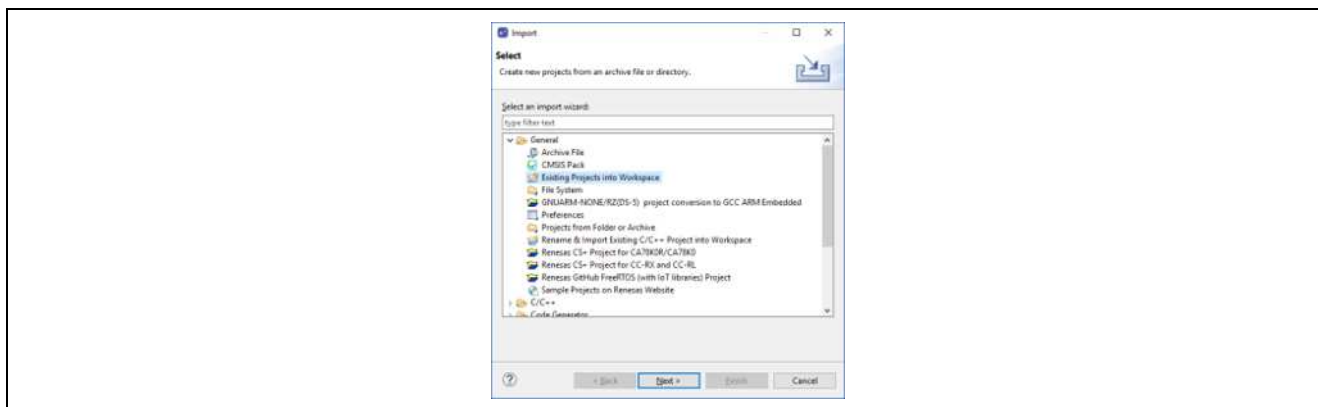 Import
Select
Create new projects from an archive file or directory.
Select an import wizard:
type filter text
General
Archive File
CMSIS Pack
Existing Projects into Workspace
File System
GNUARM-NONE/RZ(DS-5) project conversion to GCC ARM Embedded
Preferences
Projects from Folder or Archive
Rename & Import Existing C/C++ Project into Workspace
Renesas CS+ Project for CA78K0R/CA78K0
Renesas CS+ Project for CC-RX and CC-RL
Renesas GitHub FreeRTOS (with IoT libraries) Project
Sample Projects on Renesas Website
C/C++
Code Generator
< Back Next > Finish Cancel